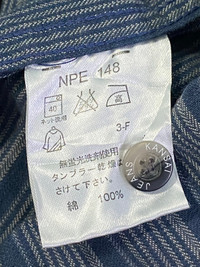 NPE 148
40
高
ネット使用
3-F
無蛍光洗剤使用
タンブラー乾燥は
さけて下さい。
綿 100%
KANSAI
JEANS